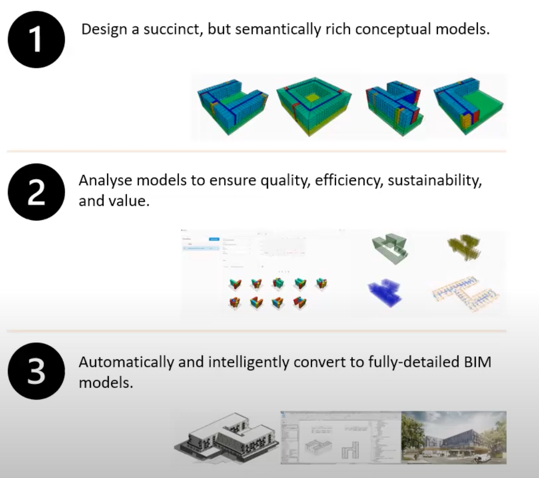 1
Design a succinct, but semantically rich conceptual models.
2
Analyse models to ensure quality, efficiency, sustainability,
and value.
3
Automatically and intelligently convert to fully-detailed BIM
models.